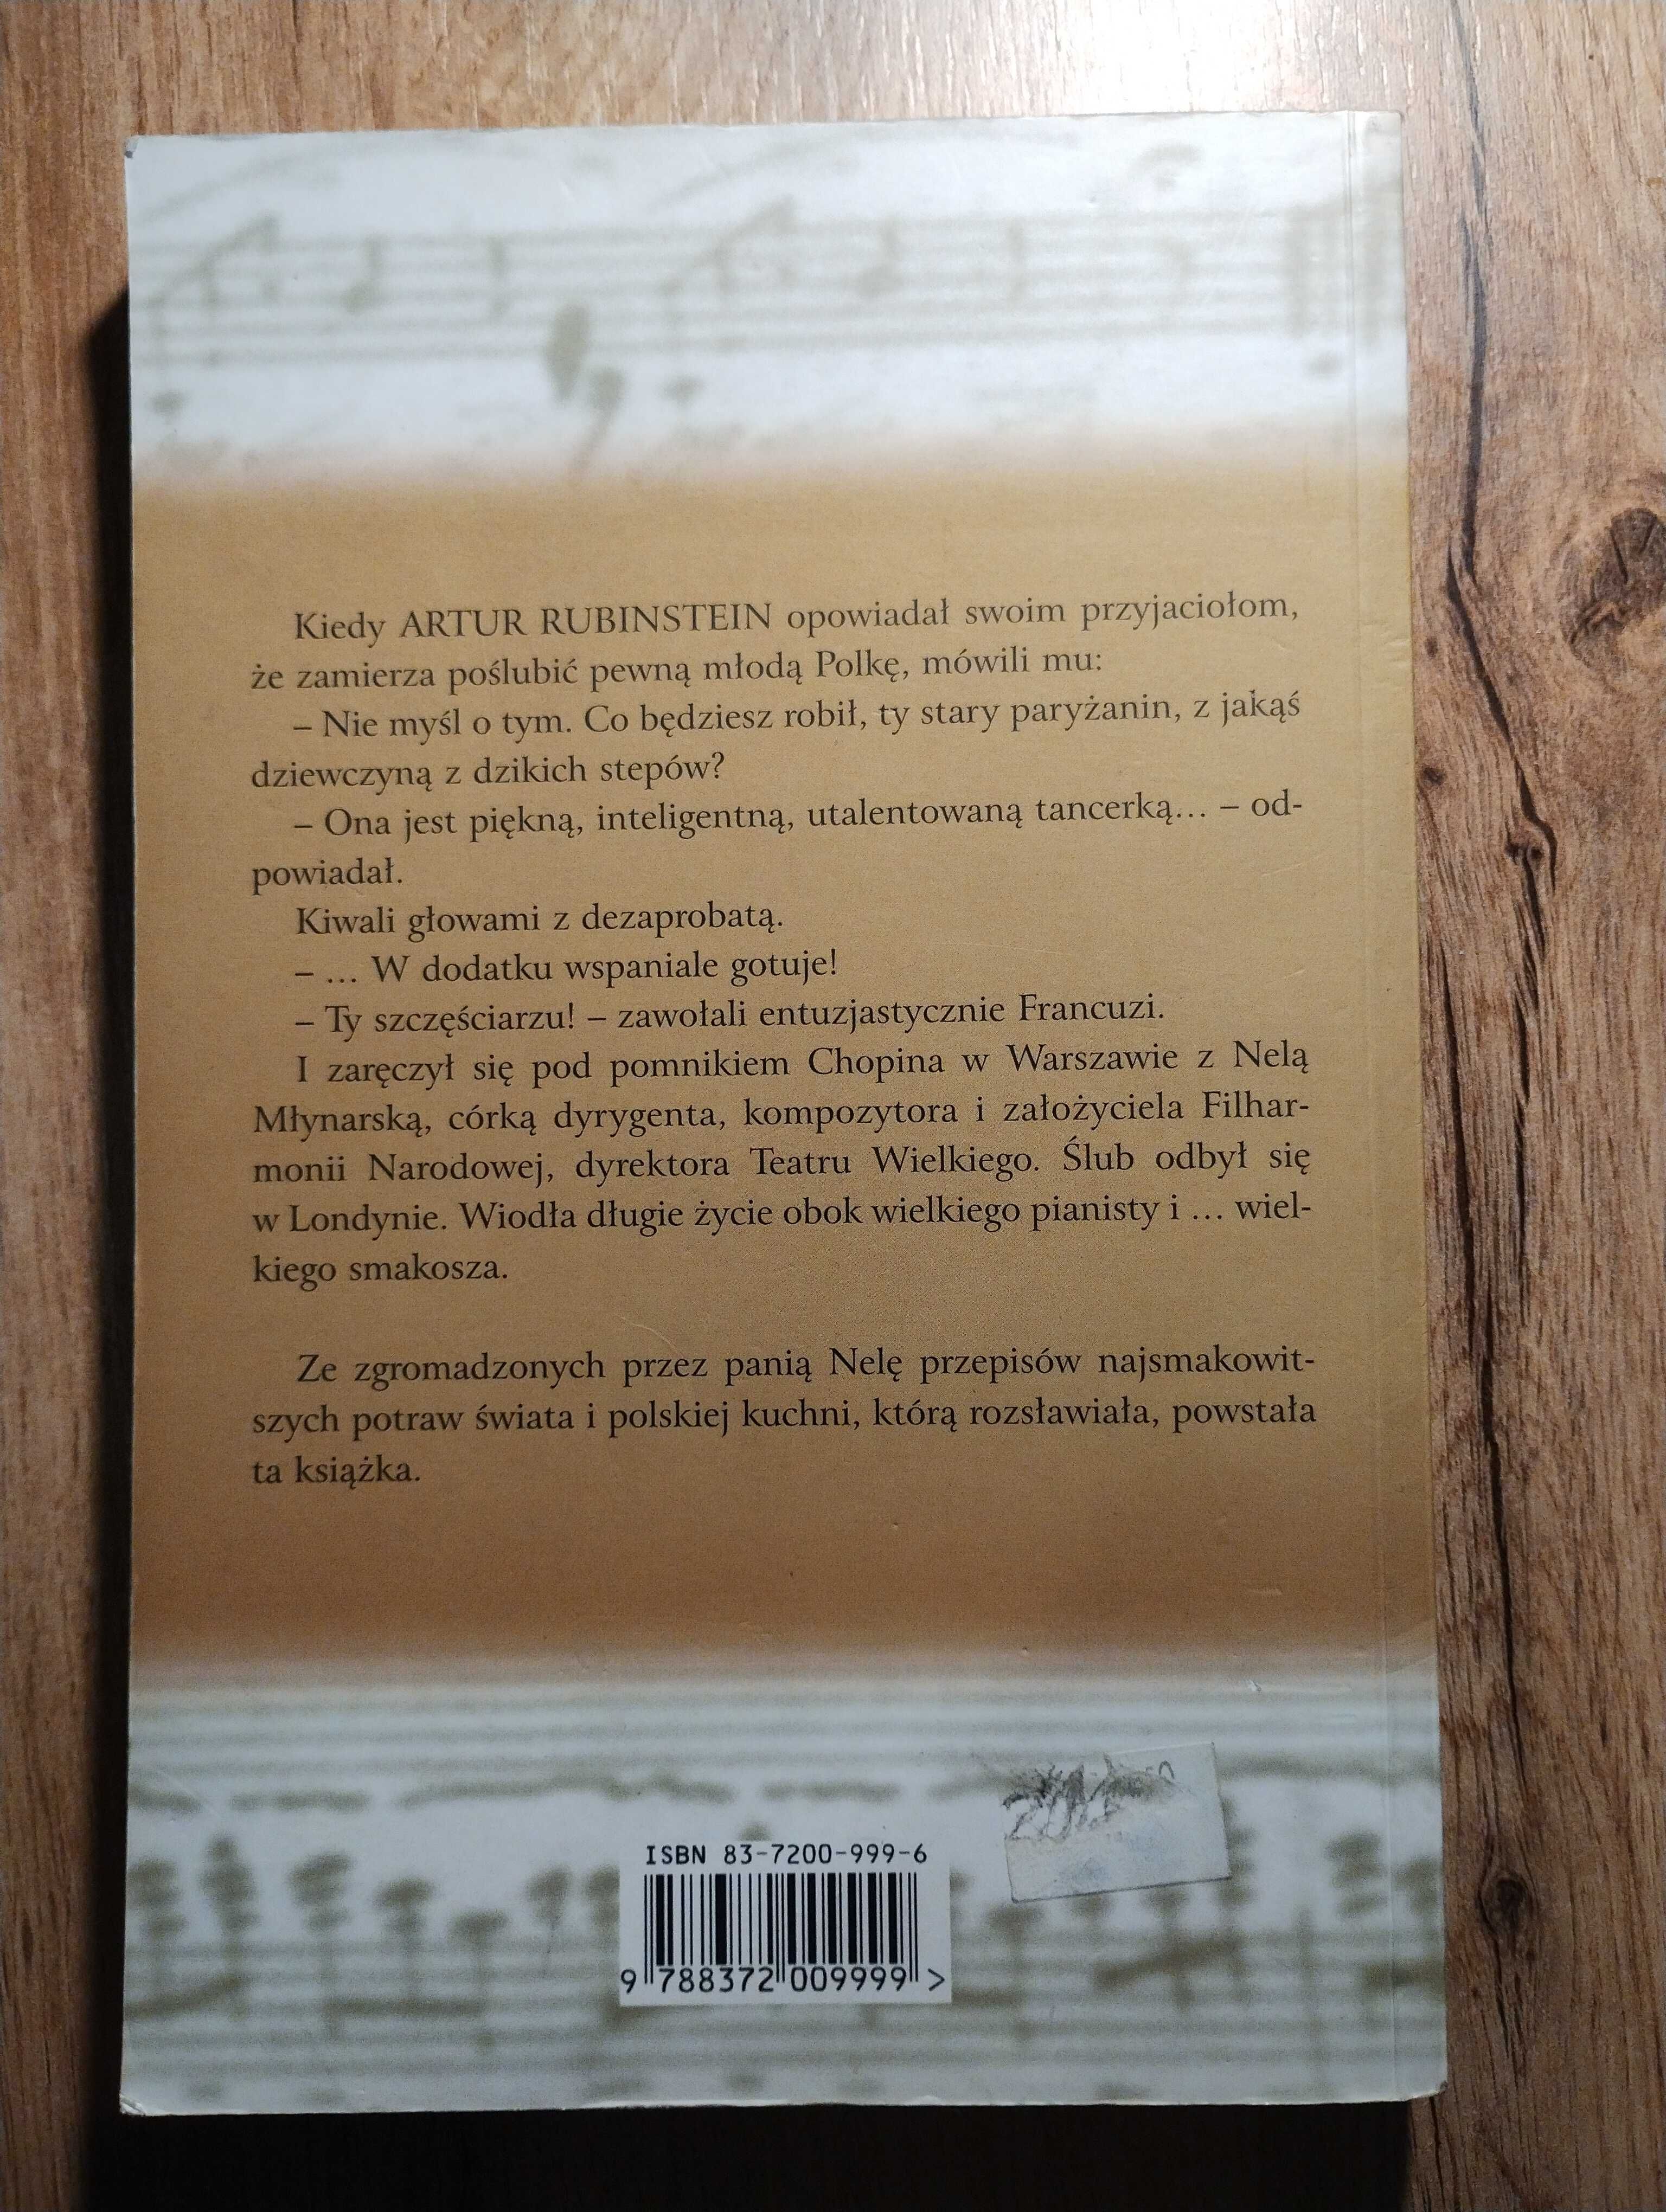 Kiedy ARTUR RUBINSTEIN opowiadał swoim przyjaciołom,
że zamierza poślubić pewną młodą Polkę, mówili mu:
– Nie myśl o tym. Co będziesz robił, ty stary paryżanin, z jakąś
dziewczyną z dzikich stepów?
– Ona jest piękną, inteligentną, utalentowaną tancerką… – od-
powiadał.
Kiwali głowami z dezaprobatą.
– … W dodatku wspaniale gotuje!
– Ty szczęściarzu! – zawołali entuzjastycznie Francuzi.
I zaręczył się pod pomnikiem Chopina w Warszawie z Nelą
Młynarską, córką dyrygenta, kompozytora i założyciela Filhar-
monii Narodowej, dyrektora Teatru Wielkiego. Ślub odbył się
w Londynie. Wiodła długie życie obok wielkiego pianisty i … wiel-
kiego smakosza.
Ze zgromadzonych przez panią Nelę przepisów najsmakowit-
szych potraw świata i polskiej kuchni, którą rozsławiała, powstała
ta książka.
ISBN 83-7200-999-6
9 788372 009999 >